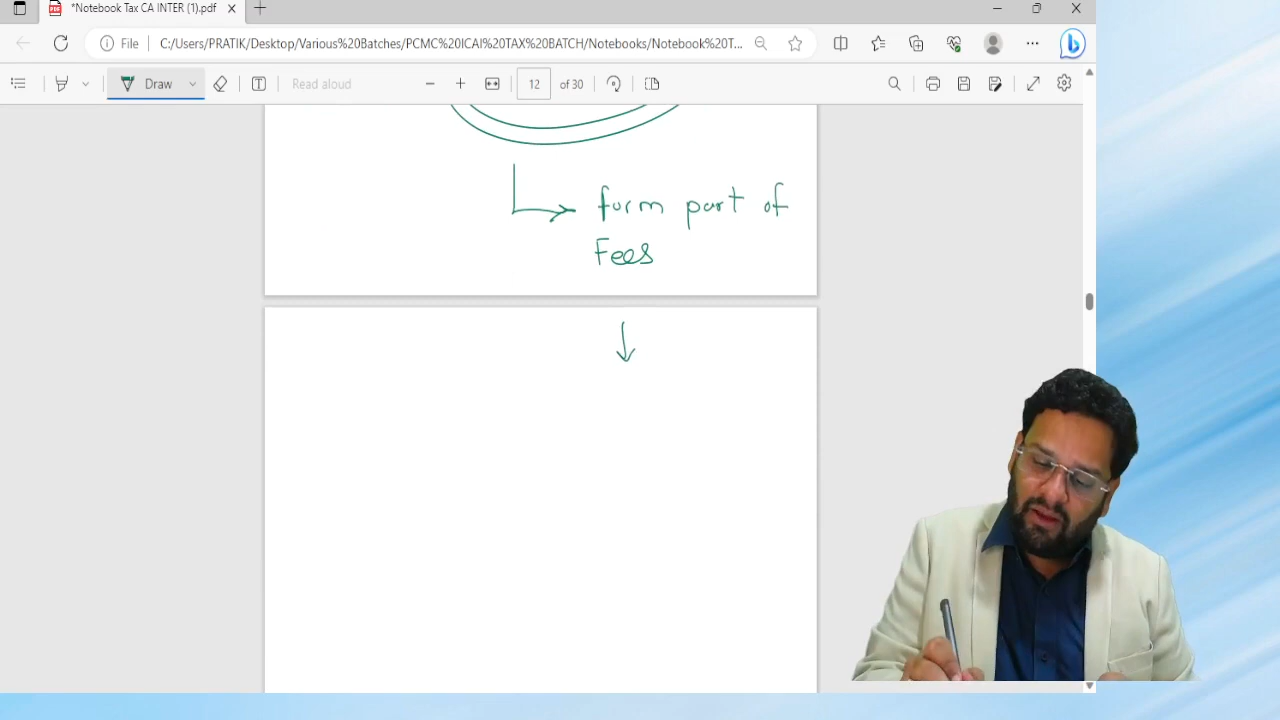 *Notebook Tax CA INTER (1).pdf
File
C:/Users/PRATIK/Desktop/Various%20Batches/PCMC%20ICAI%20TAX%20BATCH/Notebooks/Notebook%20T...
Draw
Read aloud
12
of 30
form part of
Fees